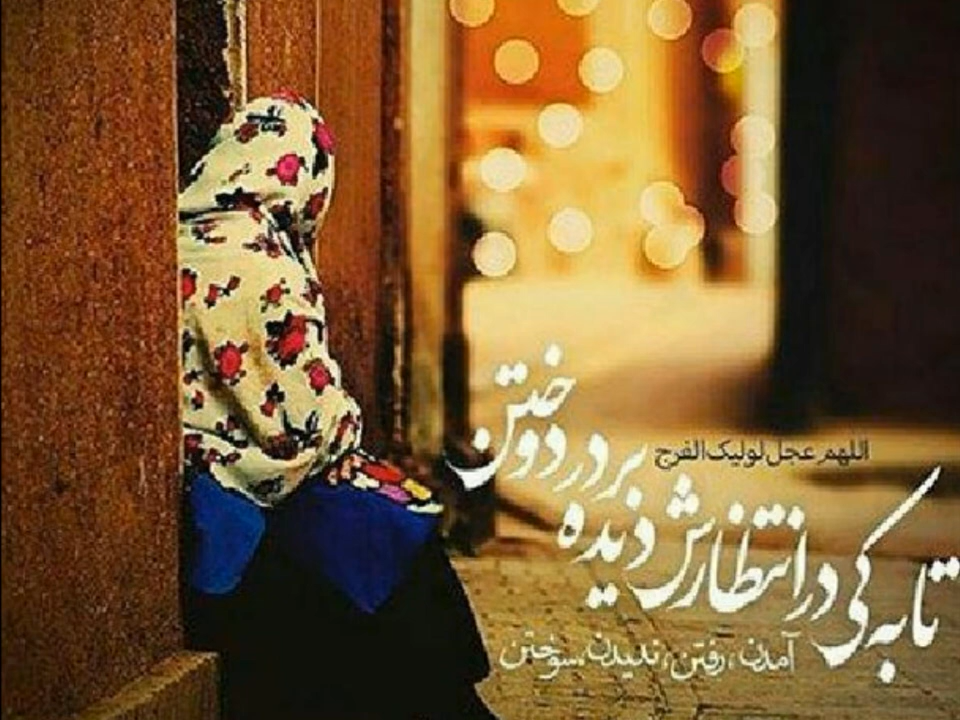 اللهم عجل لولیک الفرج
تا به کی در انتظارش دیده بر در دوختن
آمدن، رفتن، ندیدن، سوختن